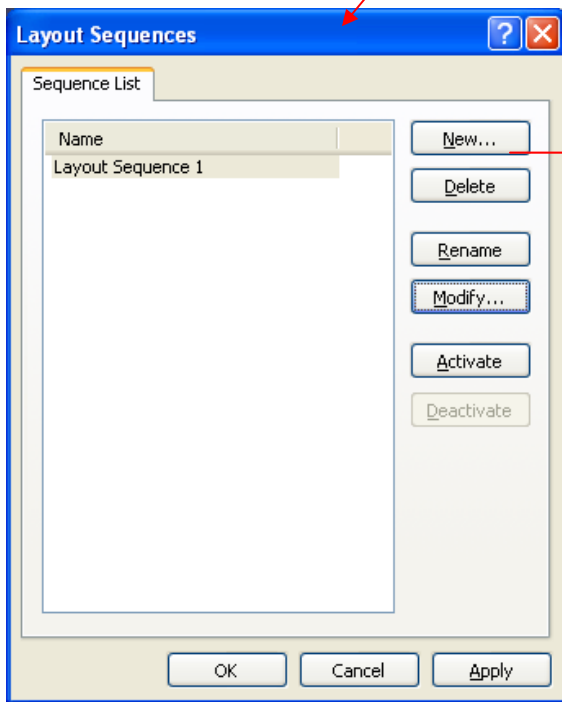 Layout Sequences
Sequence List
Name
Layout Sequence 1
New...
Delete
Rename
Modify...
Activate
Deactivate
OK
Cancel
Apply